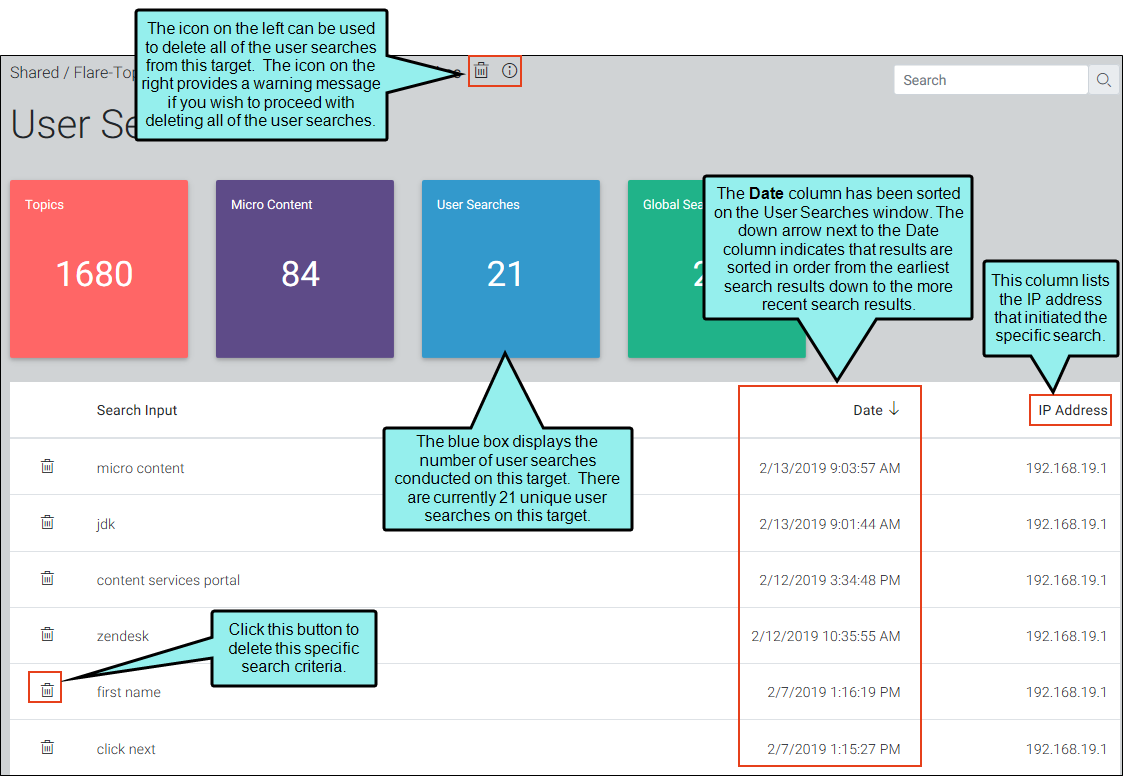 The icon on the left can be used
to delete all of the user searches
from this target.  The icon on the
right provides a warning message
if you wish to proceed with
deleting all of the user searches.
Shared / Flare-Top
Search
User Se
Topics
1680
Micro Content
84
User Searches
21
Global Sea
2
The Date column has been sorted
on the User Searches window. The
down arrow next to the Date
column indicates that results are
sorted in order from the earliest
search results down to the more
recent search results.
This column lists
the IP address
that initiated the
specific search.
Search Input
Date ↓
IP Address
The blue box displays the
number of user searches
conducted on this target.  There
are currently 21 unique user
searches on this target.
micro content 2/13/2019 9:03:57 AM 192.168.19.1
jdk 2/13/2019 9:01:44 AM 192.168.19.1
content services portal 2/12/2019 3:34:48 PM 192.168.19.1
zendesk 2/12/2019 10:35:55 AM 192.168.19.1
Click this button to
delete this specific
search criteria.
first name 2/7/2019 1:16:19 PM 192.168.19.1
click next 2/7/2019 1:15:27 PM 192.168.19.1